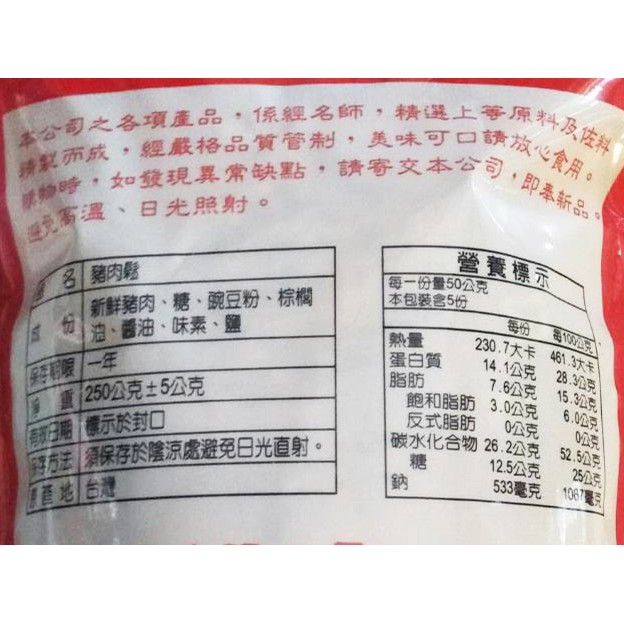 本公司之各項產品，係經名師，精選上等原料及佐料
精製而成，經嚴格品質管制，美味可口請放心食用。
購物時，如發現異常缺點，請寄交本公司，即奉新品。
避免高溫、日光照射。
品名 豬肉鬆
成份 新鮮豬肉、糖、豌豆粉、棕櫚
油、醬油、味素、鹽
保存期限 一年
淨重 250公克±5公克
有效日期 標示於封口
保存方法 須保存於陰涼處避免日光直射。
原產地 台灣
營養標示
每一份量50公克
本包裝含5份
每份 每100公克
熱量 230.7大卡 461.3大卡
蛋白質 14.1公克 28.3公克
脂肪 7.6公克 15.3公克
飽和脂肪 3.0公克 6.0公克
反式脂肪 0公克 0公克
碳水化合物 26.2公克 52.5公克
糖 12.5公克 25公克
鈉 533毫克 1067毫克